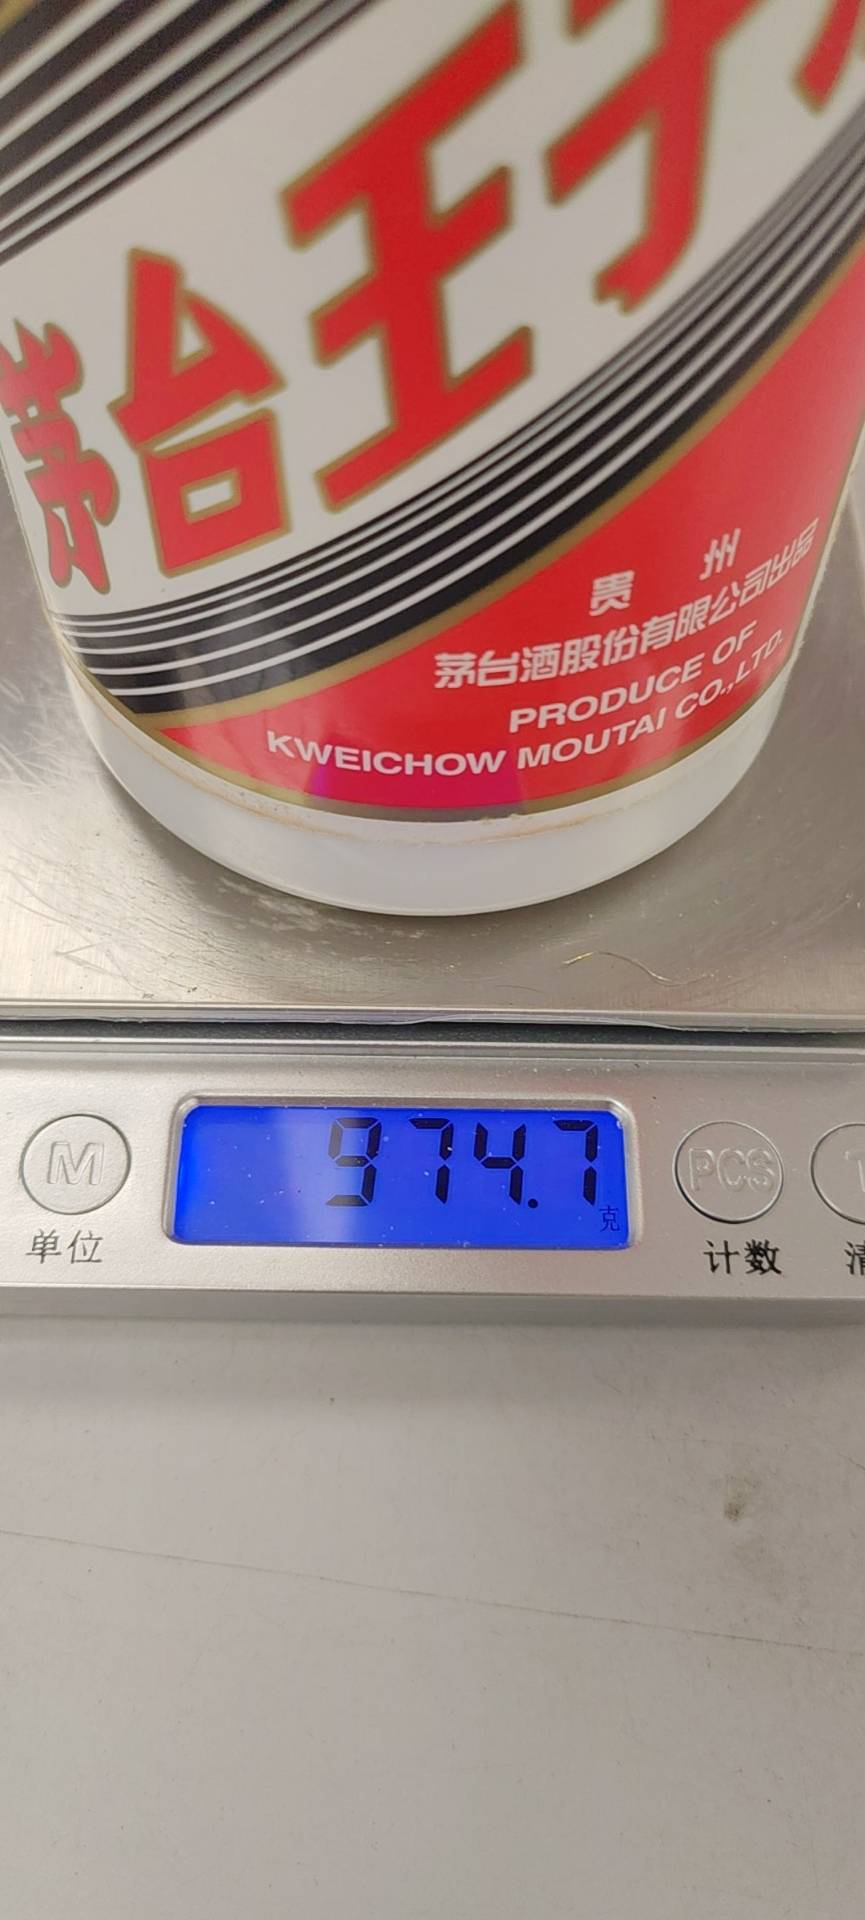 茅台王子
贵 州
茅台酒股份有限公司出品
PRODUCE OF
KWEICHOW MOUTAI CO.,LTD.
974.7
克
M
PCS
单位
计数